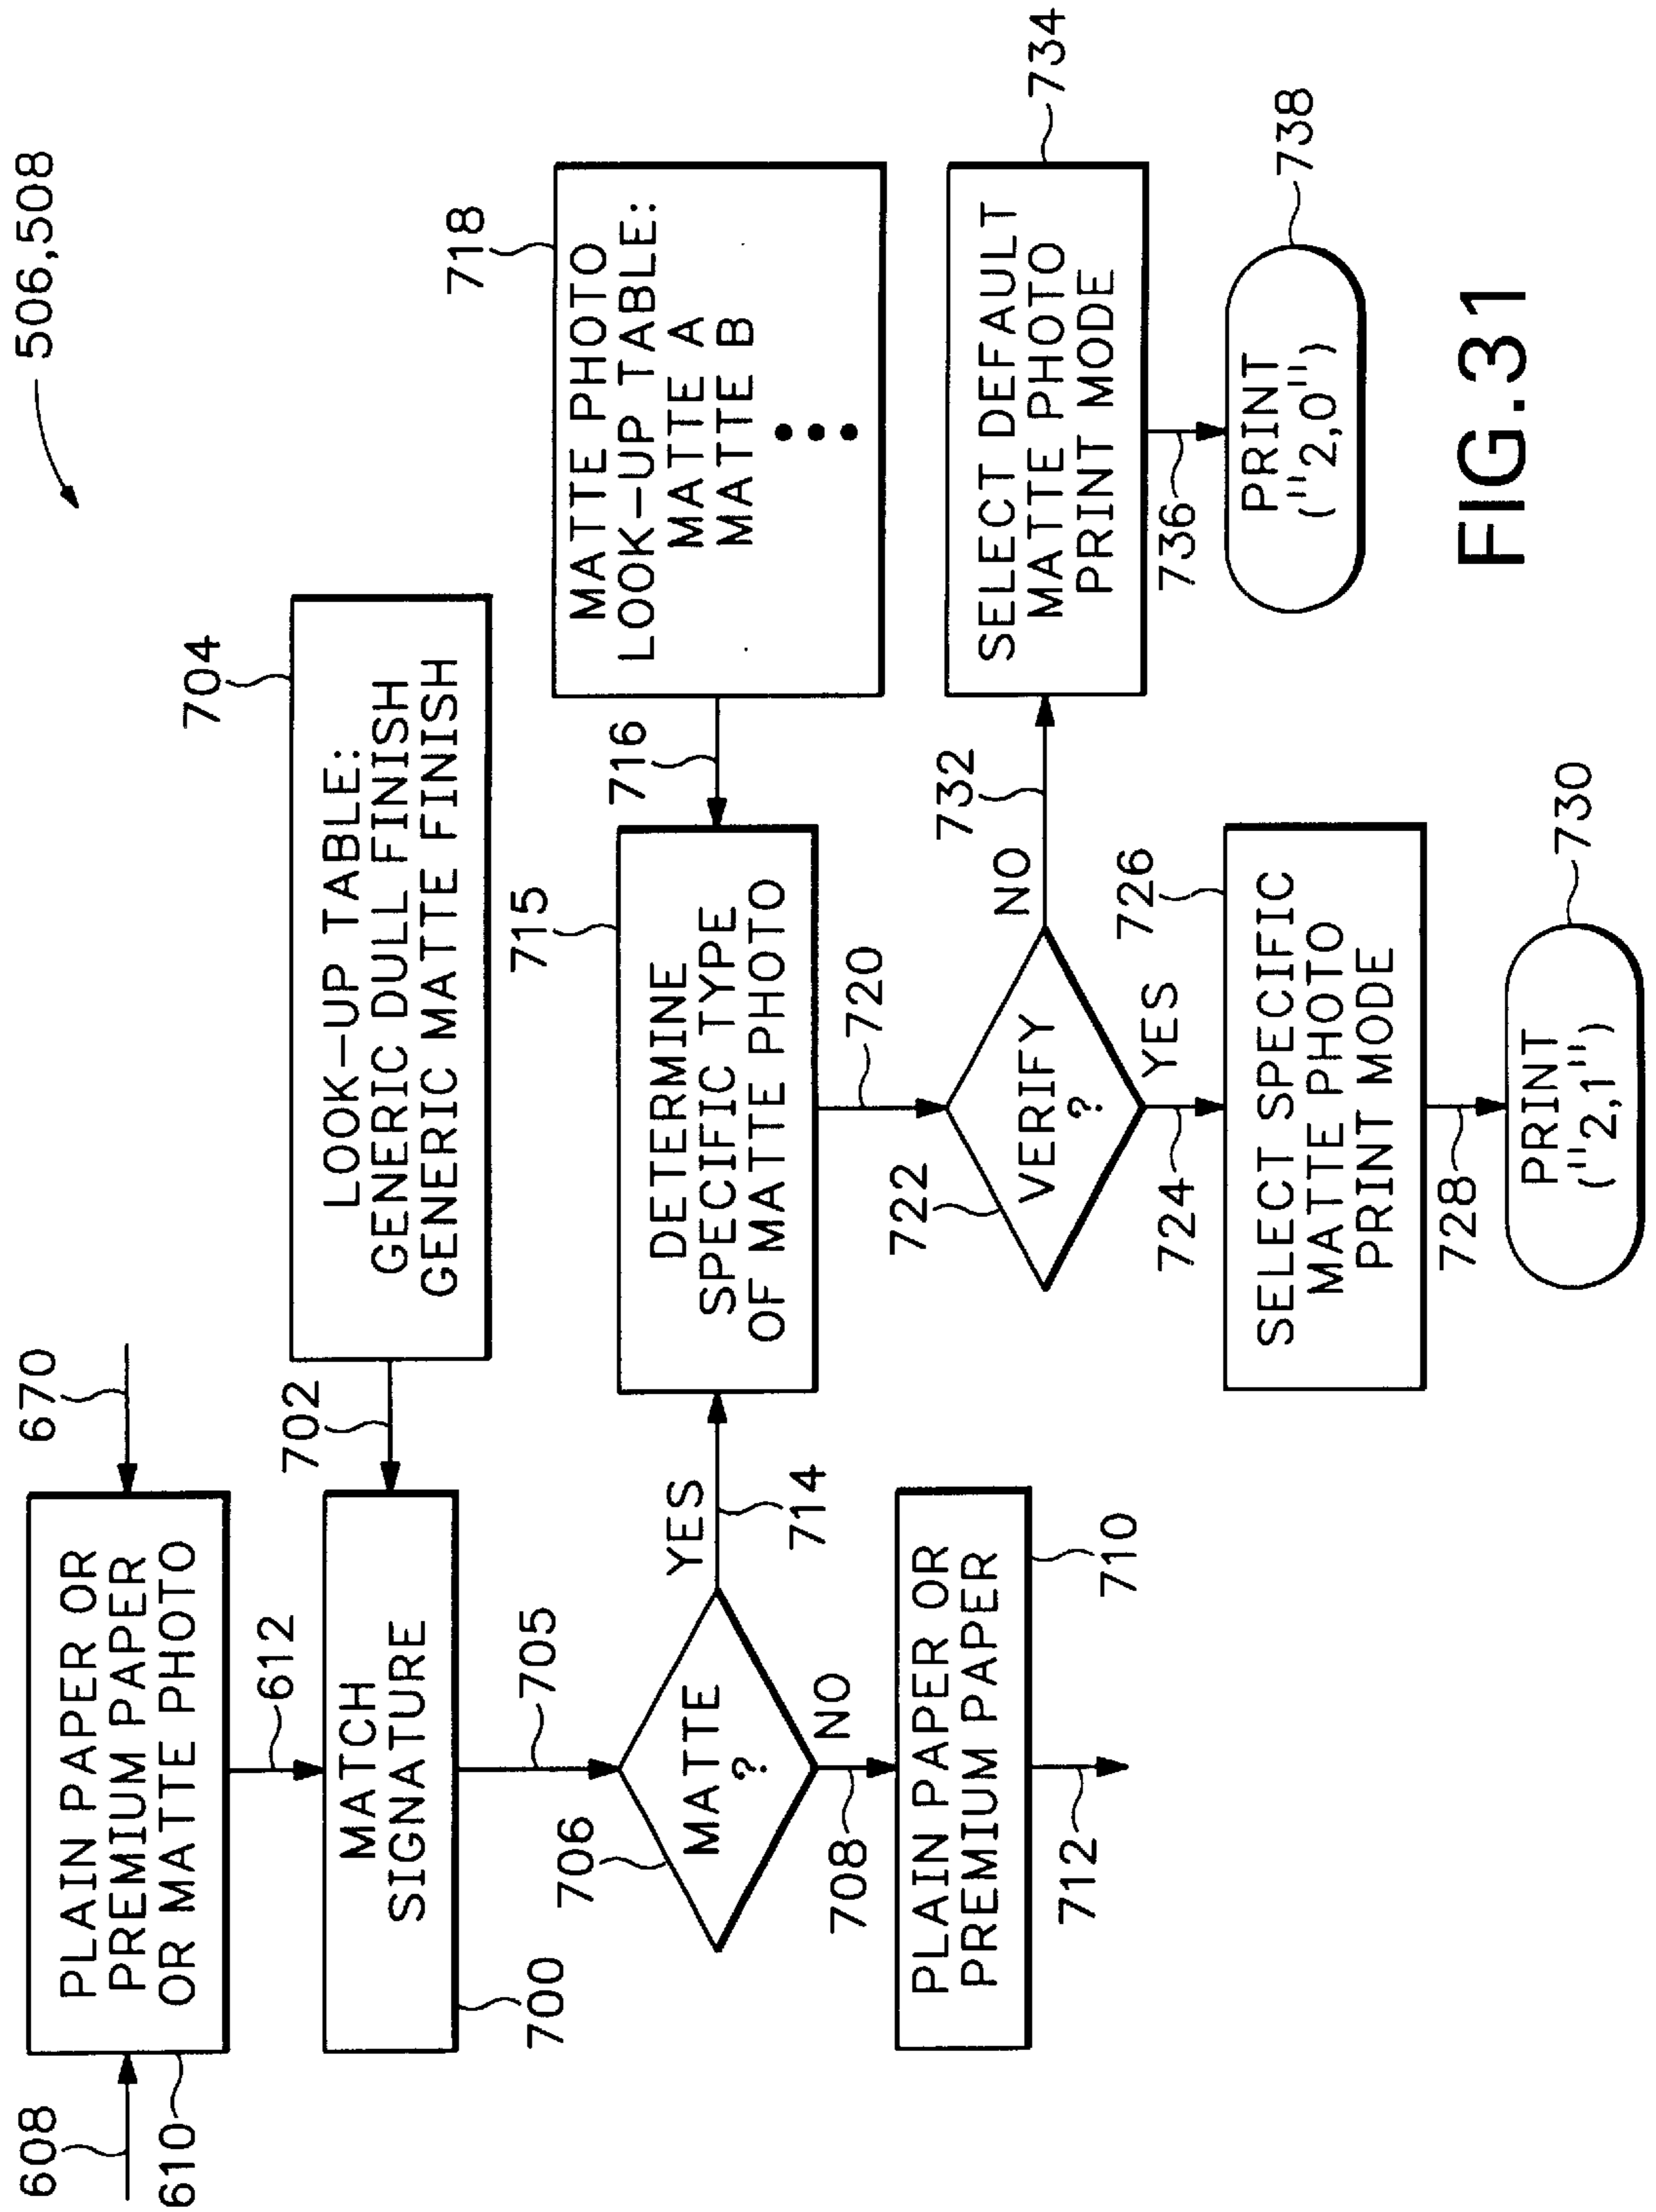 506,508
670
608
610
PLAIN PAPER OR
PREMIUM PAPER
OR MATTE PHOTO
612
704
LOOK-UP TABLE:
GENERIC DULL FINISH
GENERIC MATTE FINISH
702
MATCH
SIGNATURE
700
705
706
MATTE
?
YES
714
NO
708
PLAIN PAPER OR
PREMIUM PAPER
710
712
715
DETERMINE
SPECIFIC TYPE
OF MATTE PHOTO
716
718
MATTE PHOTO
LOOK-UP TABLE:
MATTE A
MATTE B
720
722
VERIFY
?
NO
732
YES
724
726
SELECT SPECIFIC
MATTE PHOTO
PRINT MODE
728
PRINT
("2,1")
730
734
SELECT DEFAULT
MATTE PHOTO
PRINT MODE
736
PRINT
("2,0")
738
FIG.31